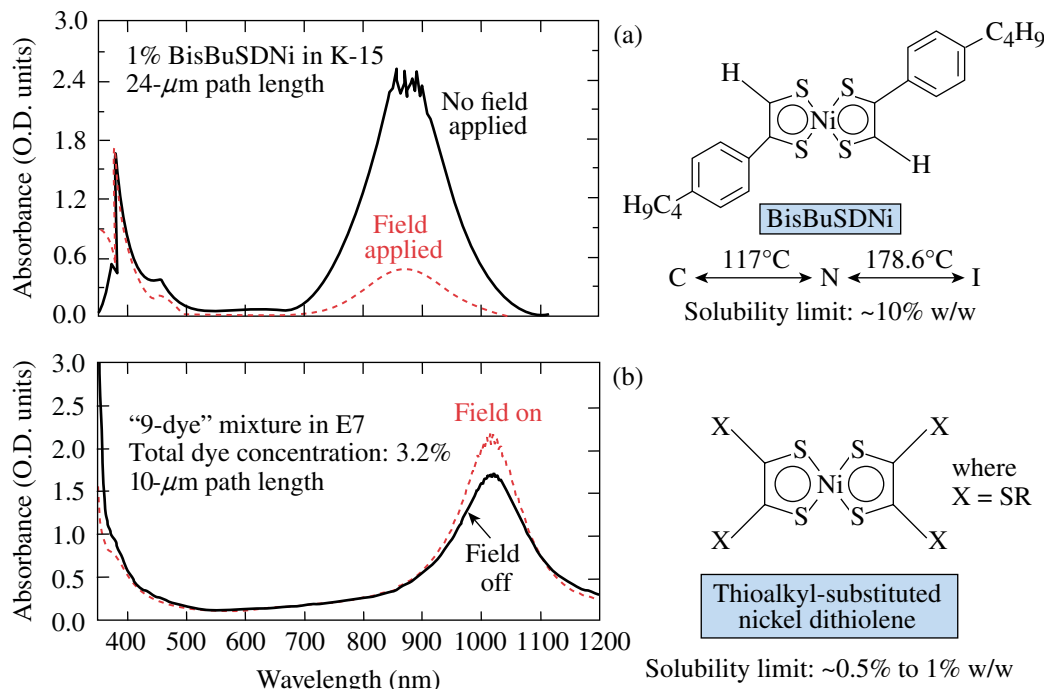 Absorbance (O.D. units)
3.0
2.4
1.8
1.2
0.6
0.0
1% BisBuSDNi in K-15
24-μm path length
No field
applied
Field
applied
(a)
C4H9
H
S
S
Ni
S
S
H
H9C4
BisBuSDNi
C 117°C N 178.6°C I
Solubility limit: ~10% w/w
Absorbance (O.D. units)
3.0
2.5
2.0
1.5
1.0
0.5
0.0
“9-dye” mixture in E7
Total dye concentration: 3.2%
10-μm path length
Field on
Field
off
400 500 600 700 800 900 1000 1100 1200
Wavelength (nm)
(b)
X
X
S
S
Ni
S
S
X
X
where
X = SR
Thioalkyl-substituted
nickel dithiolene
Solubility limit: ~0.5% to 1% w/w